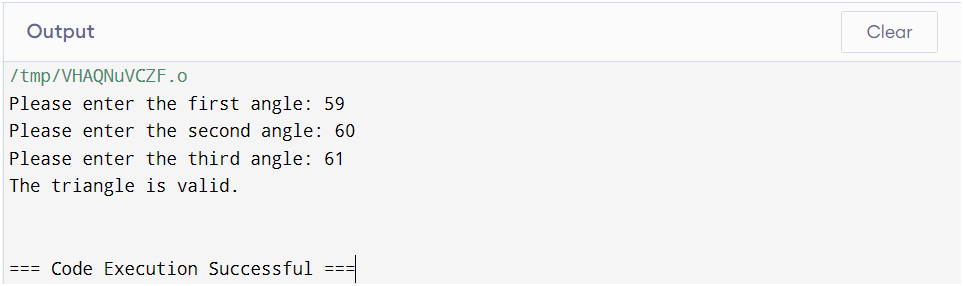 Output
Clear
/tmp/VHAQNuVCZF.o
Please enter the first angle: 59
Please enter the second angle: 60
Please enter the third angle: 61
The triangle is valid.
=== Code Execution Successful ===